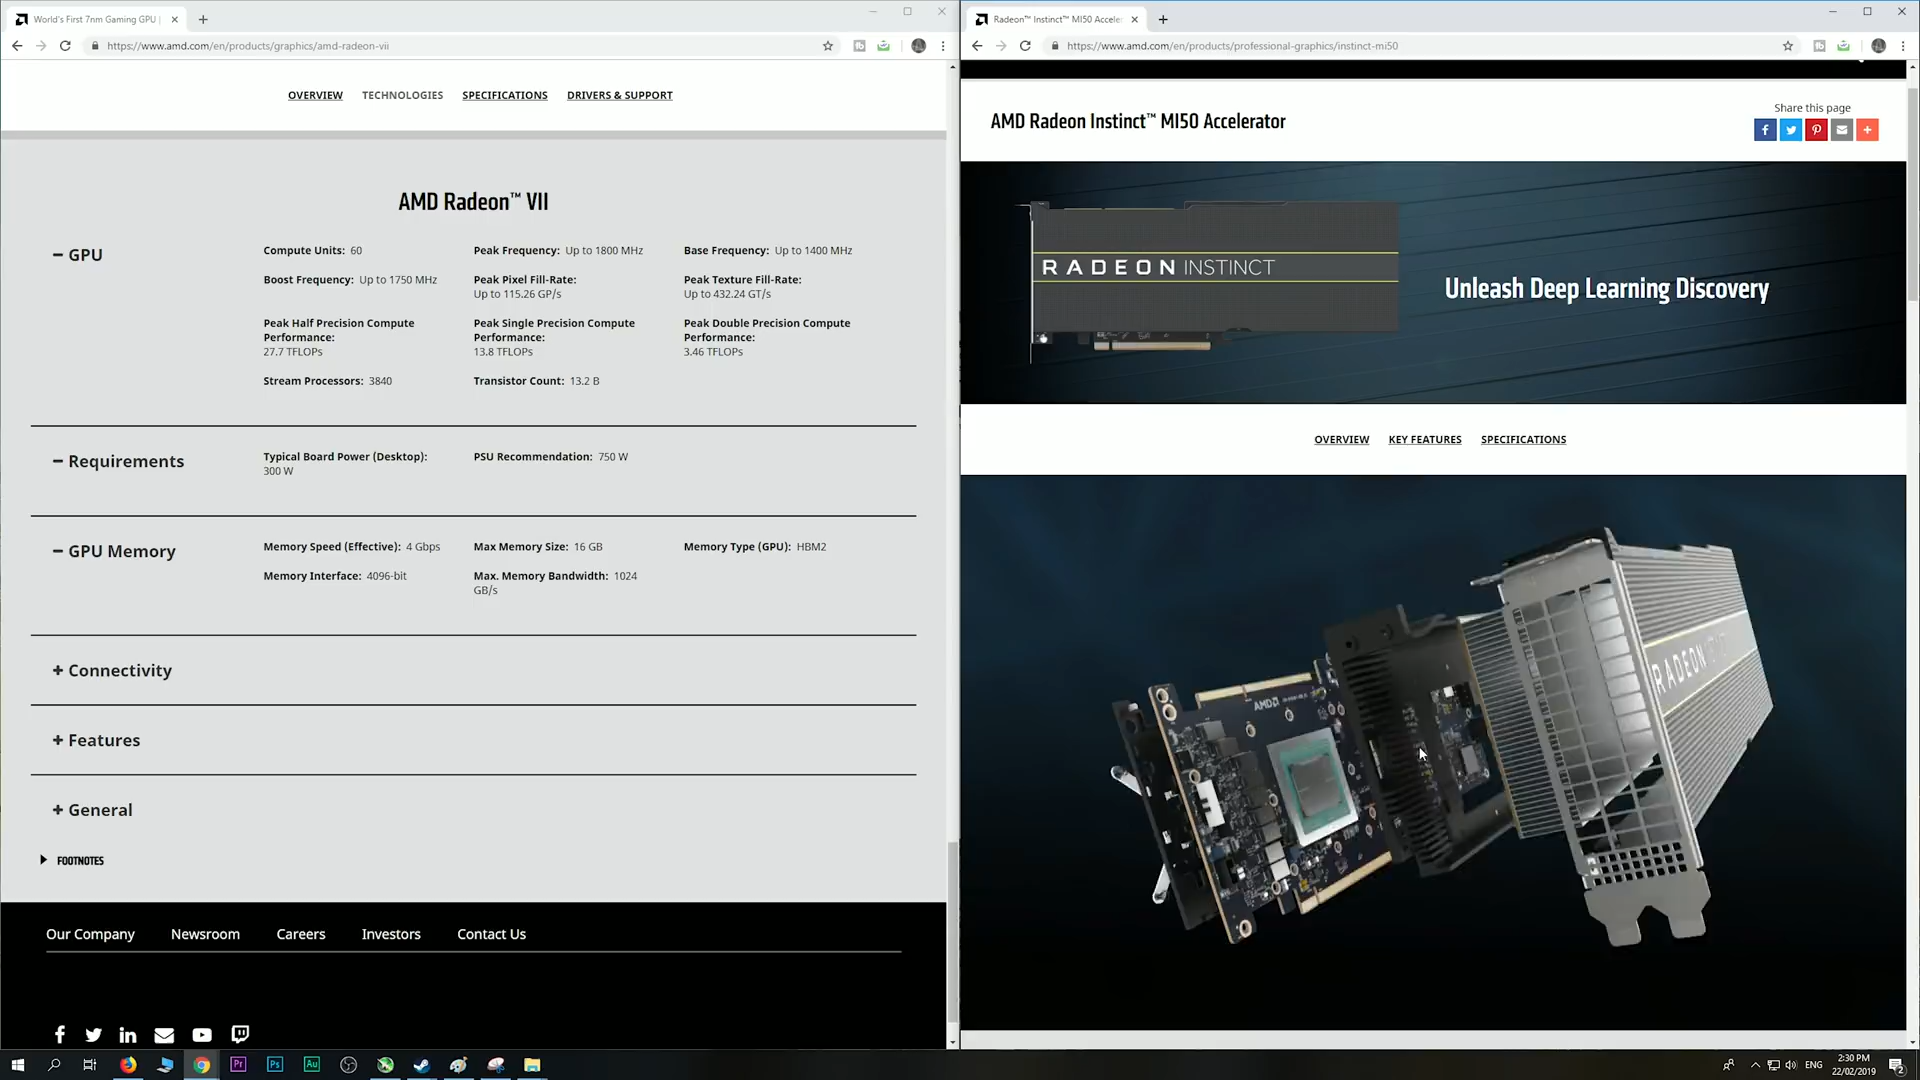 World's First 7nm Gaming GPU |
https://www.amd.com/en/products/graphics/amd-radeon-vii
OVERVIEW TECHNOLOGIES SPECIFICATIONS DRIVERS & SUPPORT
AMD Radeon™ VII
− GPU
Compute Units: 60
Peak Frequency: Up to 1800 MHz
Base Frequency: Up to 1400 MHz
Boost Frequency: Up to 1750 MHz
Peak Pixel Fill-Rate:
Up to 115.26 GP/s
Peak Texture Fill-Rate:
Up to 432.24 GT/s
Peak Half Precision Compute
Performance:
27.7 TFLOPs
Peak Single Precision Compute
Performance:
13.8 TFLOPs
Peak Double Precision Compute
Performance:
3.46 TFLOPs
Stream Processors: 3840
Transistor Count: 13.2 B
− Requirements
Typical Board Power (Desktop):
300 W
PSU Recommendation: 750 W
− GPU Memory
Memory Speed (Effective): 4 Gbps
Max Memory Size: 16 GB
Memory Type (GPU): HBM2
Memory Interface: 4096-bit
Max. Memory Bandwidth: 1024
GB/s
+ Connectivity
+ Features
+ General
FOOTNOTES
Our Company Newsroom Careers Investors Contact Us
Radeon™ Instinct™ MI50 Acceler
https://www.amd.com/en/products/professional-graphics/instinct-mi50
AMD Radeon Instinct™ MI50 Accelerator
Share this page
RADEON INSTINCT
Unleash Deep Learning Discovery
OVERVIEW KEY FEATURES SPECIFICATIONS
AMD
RADEON
Pr Ps Au
ENG
2:30 PM
22/02/2019
2